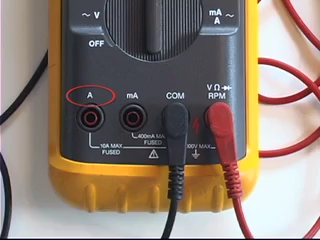 ~ V
mA
A ~
OFF
A
mA
COM
V Ω
RPM
400mA MAX
FUSED
10A MAX
FUSED